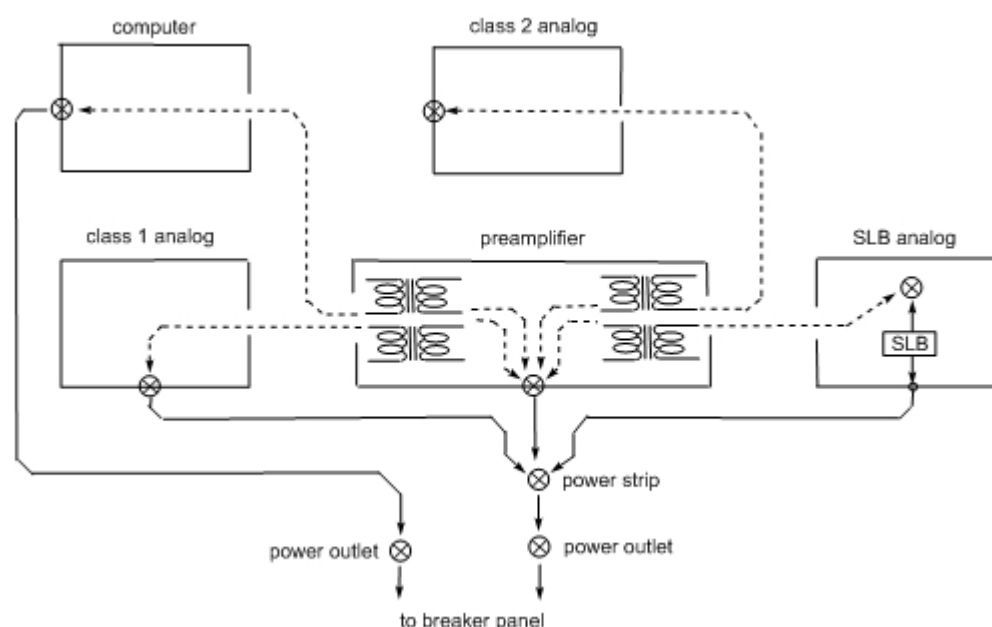 computer
class 2 analog
class 1 analog
preamplifier
SLB analog
SLB
power strip
power outlet
power outlet
to breaker panel